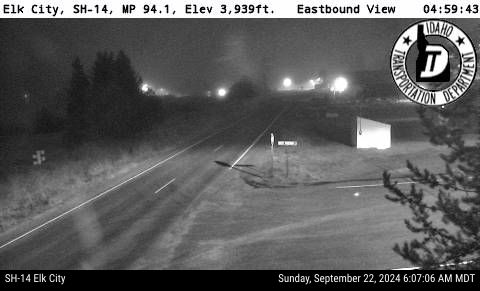 Elk City, SH-14, MP 94.1, Elev 3,939ft. Eastbound View 04:59:43
IDAHO
TRANSPORTATION DEPARTMENT
SH-14 Elk City Sunday, September 22, 2024 6:07:06 AM MDT